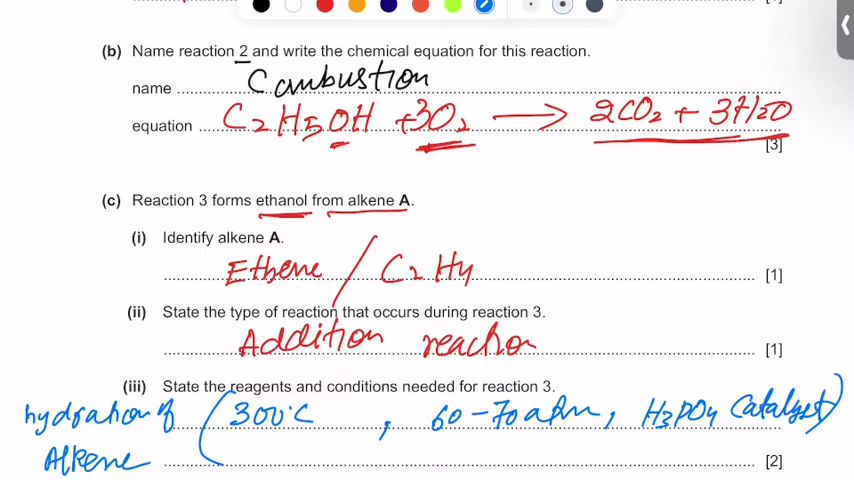 (b) Name reaction 2 and write the chemical equation for this reaction.
name Combustion
equation C2H5OH + 3O2 → 2CO2 + 3H2O
[3]
(c) Reaction 3 forms ethanol from alkene A.
(i) Identify alkene A.
Ethene / C2H4 [1]
(ii) State the type of reaction that occurs during reaction 3.
Addition reaction [1]
(iii) State the reagents and conditions needed for reaction 3.
hydration of (300°C, 60-70 atm, H3PO4 Catalyst)
Alkene [2]